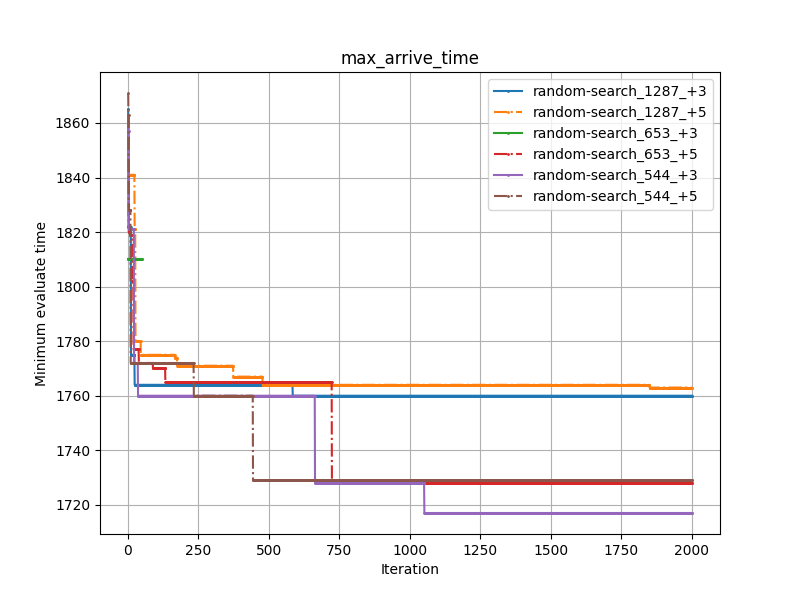 max_arrive_time
random-search_1287_+3
random-search_1287_+5
random-search_653_+3
random-search_653_+5
random-search_544_+3
random-search_544_+5
Minimum evaluate time
1860
1840
1820
1800
1780
1760
1740
1720
0 250 500 750 1000 1250 1500 1750 2000
Iteration